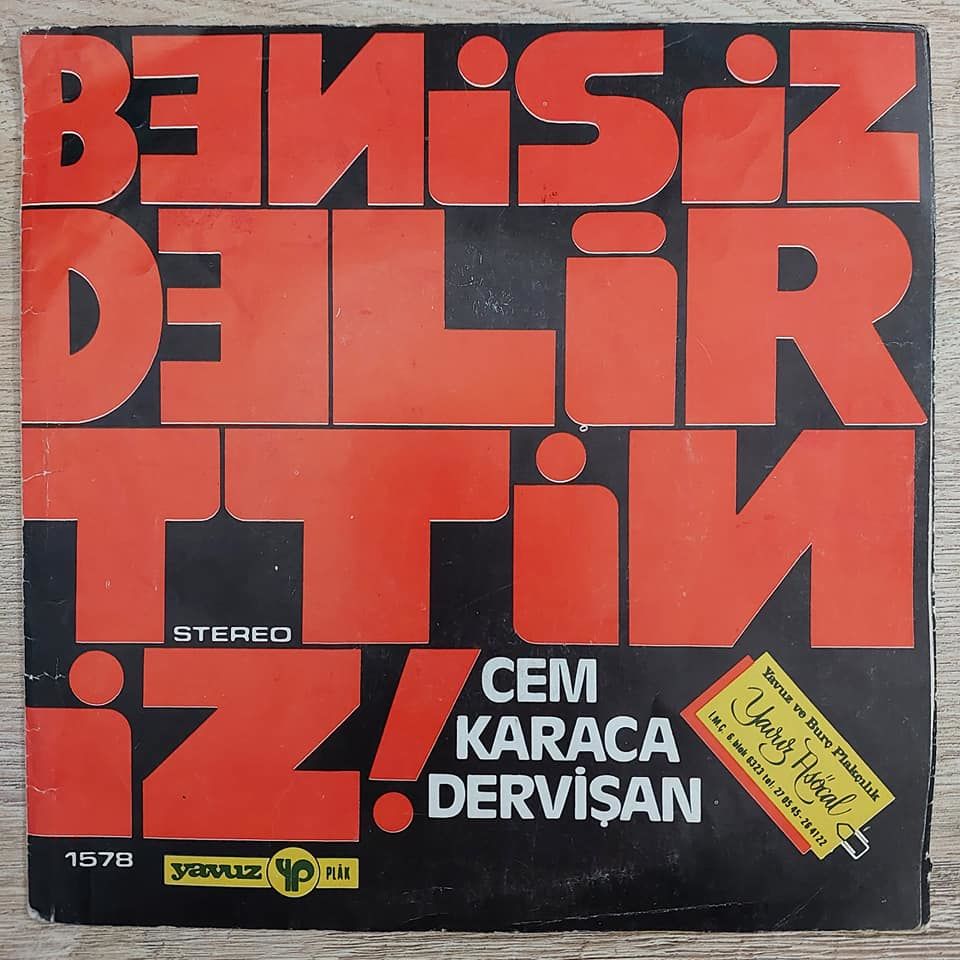 BENİ SİZ
DELİR
TTİN
İZ!
STEREO
CEM
KARACA
DERVİŞAN
Yavuz ve Burç Plakçılık
Yavuz Asöcal
İ.M.Ç. 6 blok 6323 tel. 27 05 45 - 26 41 22
1578
yavuz yp PLÂK